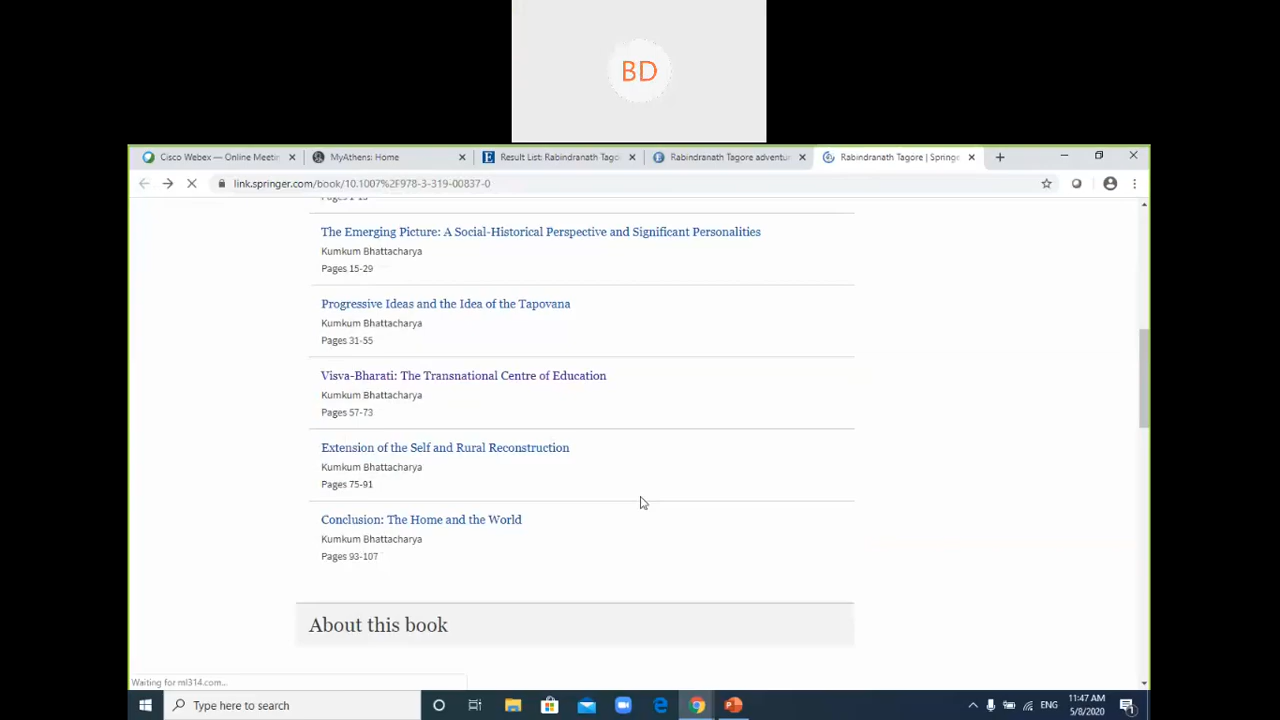 BD
Cisco Webex — Online Meetin
MyAthens: Home
Result List: Rabindranath Tago
Rabindranath Tagore adventu
Rabindranath Tagore | Springe
link.springer.com/book/10.1007%2F978-3-319-00837-0
The Emerging Picture: A Social-Historical Perspective and Significant Personalities
Kumkum Bhattacharya
Pages 15-29
Progressive Ideas and the Idea of the Tapovana
Kumkum Bhattacharya
Pages 31-55
Visva-Bharati: The Transnational Centre of Education
Kumkum Bhattacharya
Pages 57-73
Extension of the Self and Rural Reconstruction
Kumkum Bhattacharya
Pages 75-91
Conclusion: The Home and the World
Kumkum Bhattacharya
Pages 93-107
About this book
Waiting for ml314.com...
Type here to search
ENG
11:47 AM
5/8/2020
1